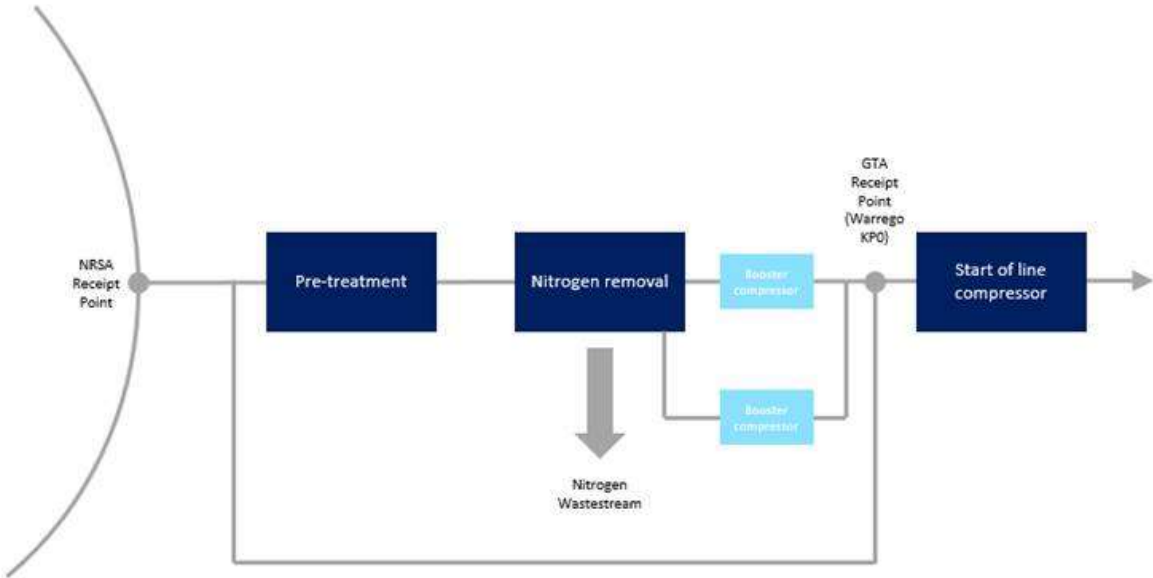 GTA
Receipt
Point
(Warrego
KP0}
NRSA
Receipt
Point
Pre-treatment
Nitrogen removal
Booster
compressor
Start of line
compressor
Booster
compressor
Nitrogen
Wastestream